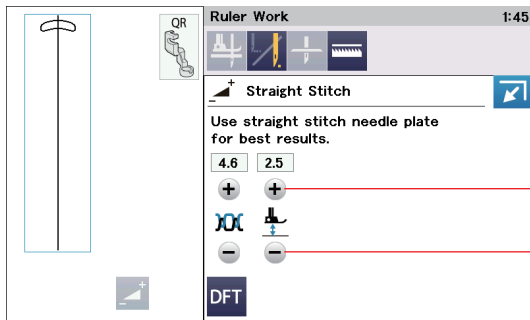 QR
Ruler Work 1:45
Straight Stitch
Use straight stitch needle plate
for best results.
4.6 2.5
DFT